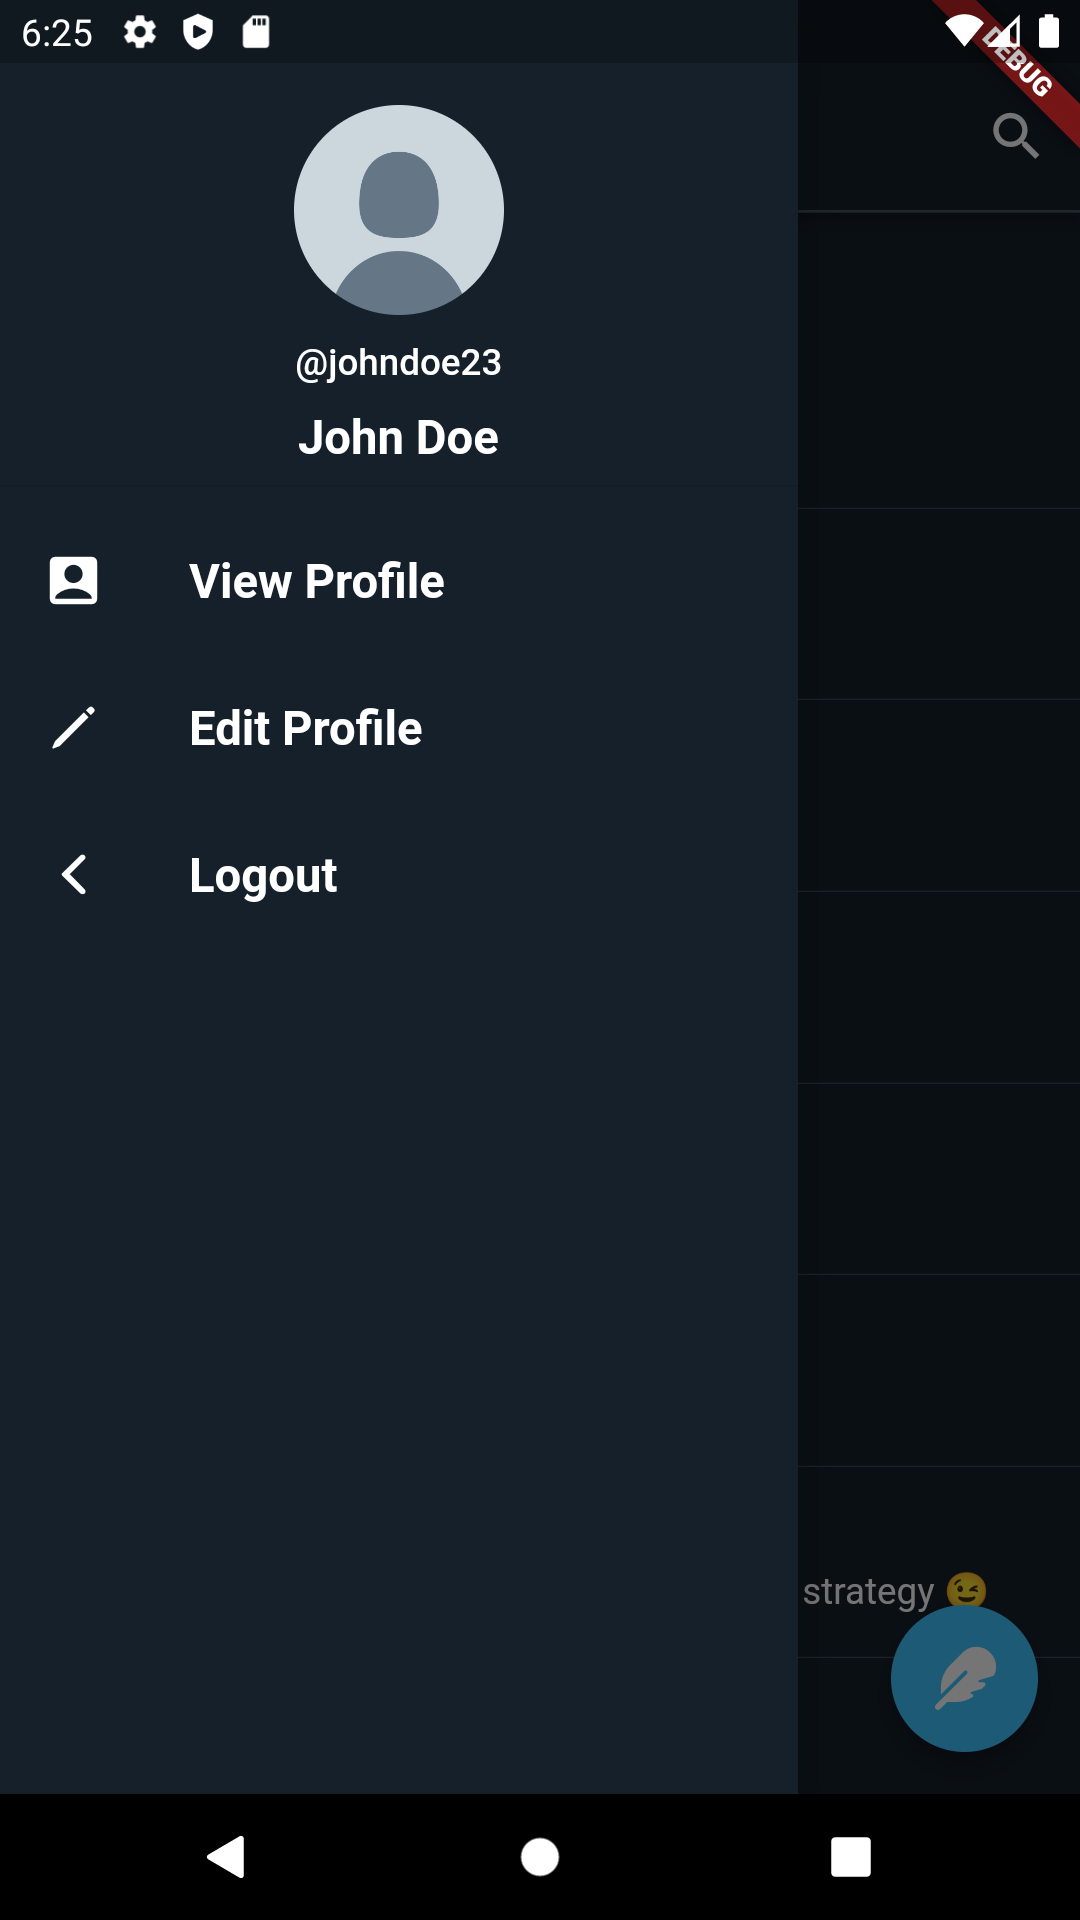 6:25
DEBUG
@johndoe23
John Doe
View Profile
Edit Profile
Logout
strategy 😉